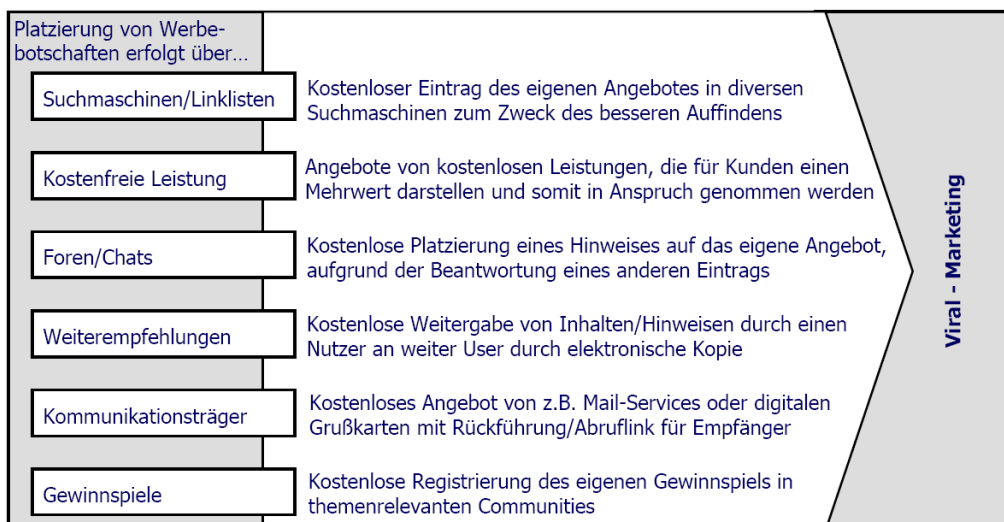 Platzierung von Werbe-
botschaften erfolgt über...
Suchmaschinen/Linklisten
Kostenloser Eintrag des eigenen Angebotes in diversen
Suchmaschinen zum Zweck des besseren Auffindens
Kostenfreie Leistung
Angebote von kostenlosen Leistungen, die für Kunden einen
Mehrwert darstellen und somit in Anspruch genommen werden
Foren/Chats
Kostenlose Platzierung eines Hinweises auf das eigene Angebot,
aufgrund der Beantwortung eines anderen Eintrags
Weiterempfehlungen
Kostenlose Weitergabe von Inhalten/Hinweisen durch einen
Nutzer an weiter User durch elektronische Kopie
Kommunikationsträger
Kostenloses Angebot von z.B. Mail-Services oder digitalen
Grußkarten mit Rückführung/Abruflink für Empfänger
Gewinnspiele
Kostenlose Registrierung des eigenen Gewinnspiels in
themenrelevanten Communities
Viral - Marketing